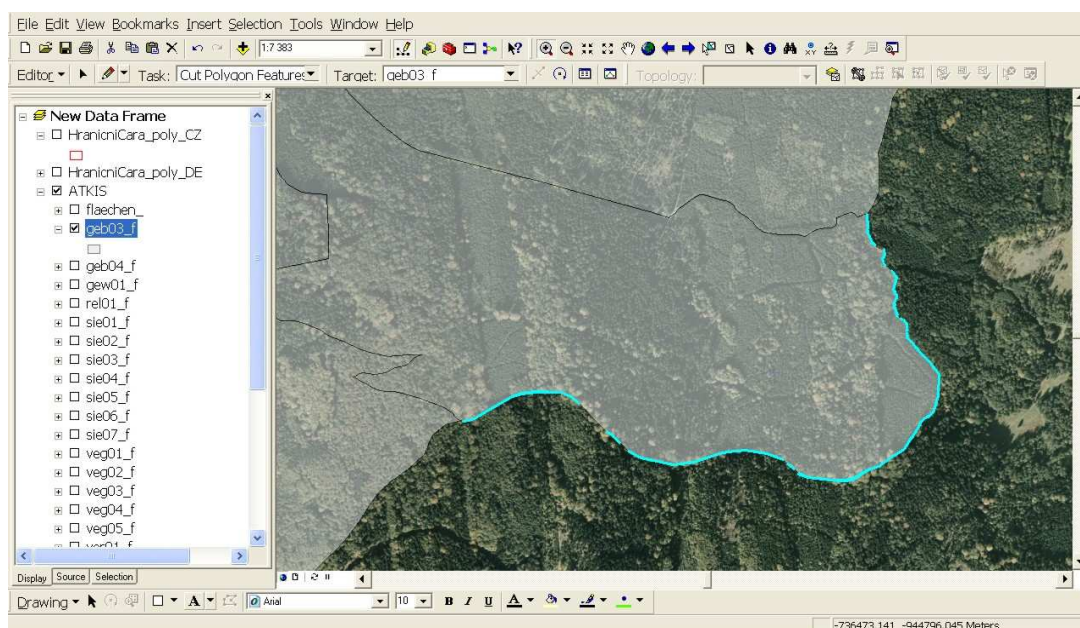 File Edit View Bookmarks Insert Selection Tools Window Help
1:7 383
Editor Task: Cut Polygon Features Target: geb03_f Topology:
New Data Frame
HranicniCara_poly_CZ
HranicniCara_poly_DE
ATKIS
flaechen_
geb03_f
geb04_f
gew01_f
rel01_f
sie01_f
sie02_f
sie03_f
sie04_f
sie05_f
sie06_f
sie07_f
veg01_f
veg02_f
veg03_f
veg04_f
veg05_f
ver01_f
Display Source Selection
Drawing A Arial 10 B I U A
-736473,141 -944796,045 Meters